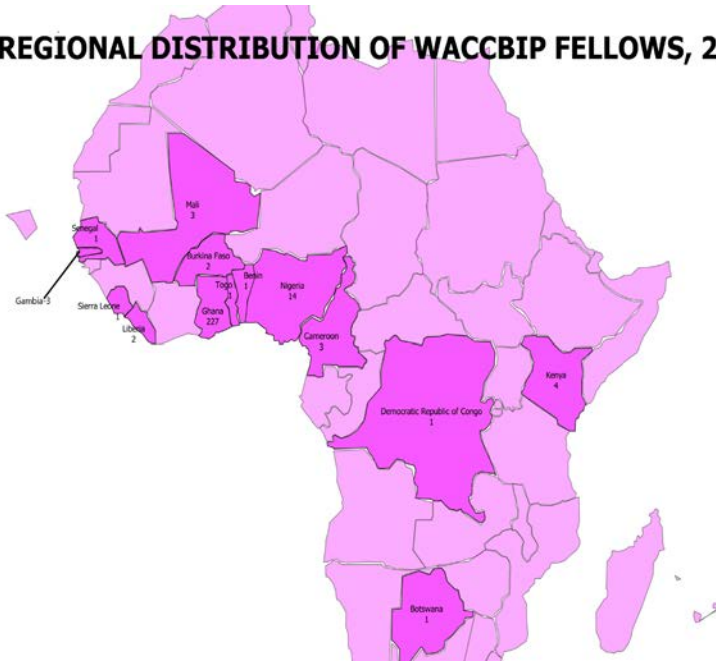 REGIONAL DISTRIBUTION OF WACCBIP FELLOWS, 2
Mali
3
Senegal
1
Burkina Faso
2
Benin
1
Togo
1
Nigeria
14
Gambia-3
Sierra Leone
1
Ghana
227
Liberia
2
Cameroon
3
Kenya
4
Democratic Republic of Congo
1
Botswana
1